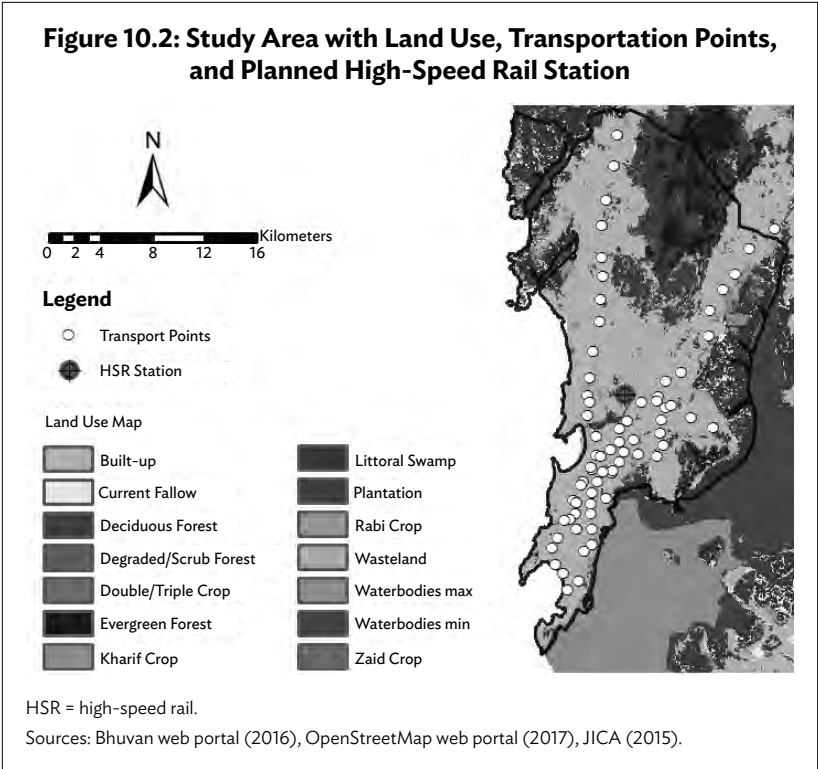 Figure 10.2: Study Area with Land Use, Transportation Points,
and Planned High-Speed Rail Station
N
Kilometers
0 2 4 8 12 16
Legend
Transport Points
HSR Station
Land Use Map
Built-up
Current Fallow
Deciduous Forest
Degraded/Scrub Forest
Double/Triple Crop
Evergreen Forest
Kharif Crop
Littoral Swamp
Plantation
Rabi Crop
Wasteland
Waterbodies max
Waterbodies min
Zaid Crop
HSR = high-speed rail.
Sources: Bhuvan web portal (2016), OpenStreetMap web portal (2017), JICA (2015).